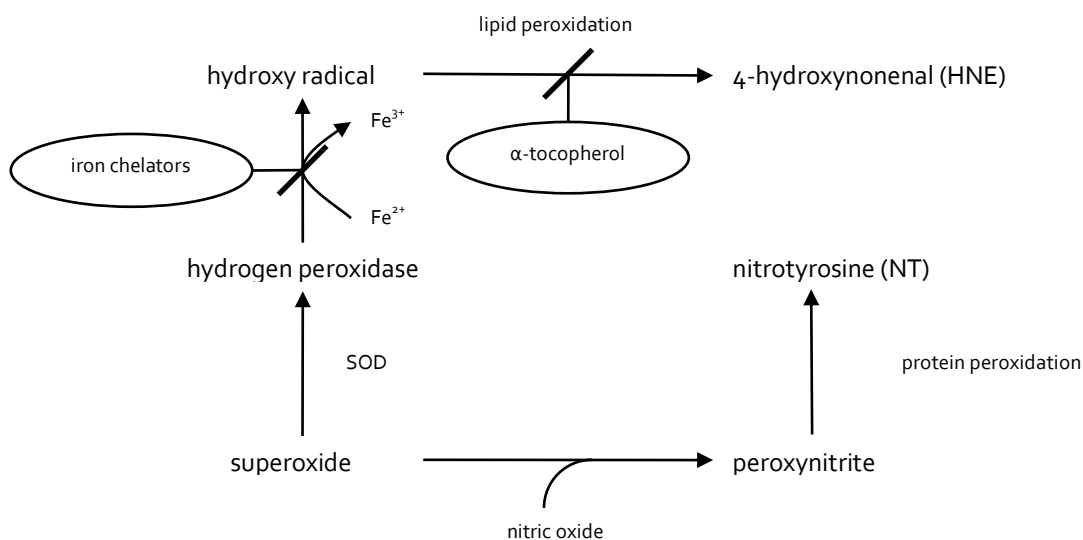 lipid peroxidation
hydroxy radical
4-hydroxynonenal (HNE)
Fe³⁺
iron chelators
α-tocopherol
Fe²⁺
hydrogen peroxidase
nitrotyrosine (NT)
SOD
protein peroxidation
superoxide
peroxynitrite
nitric oxide